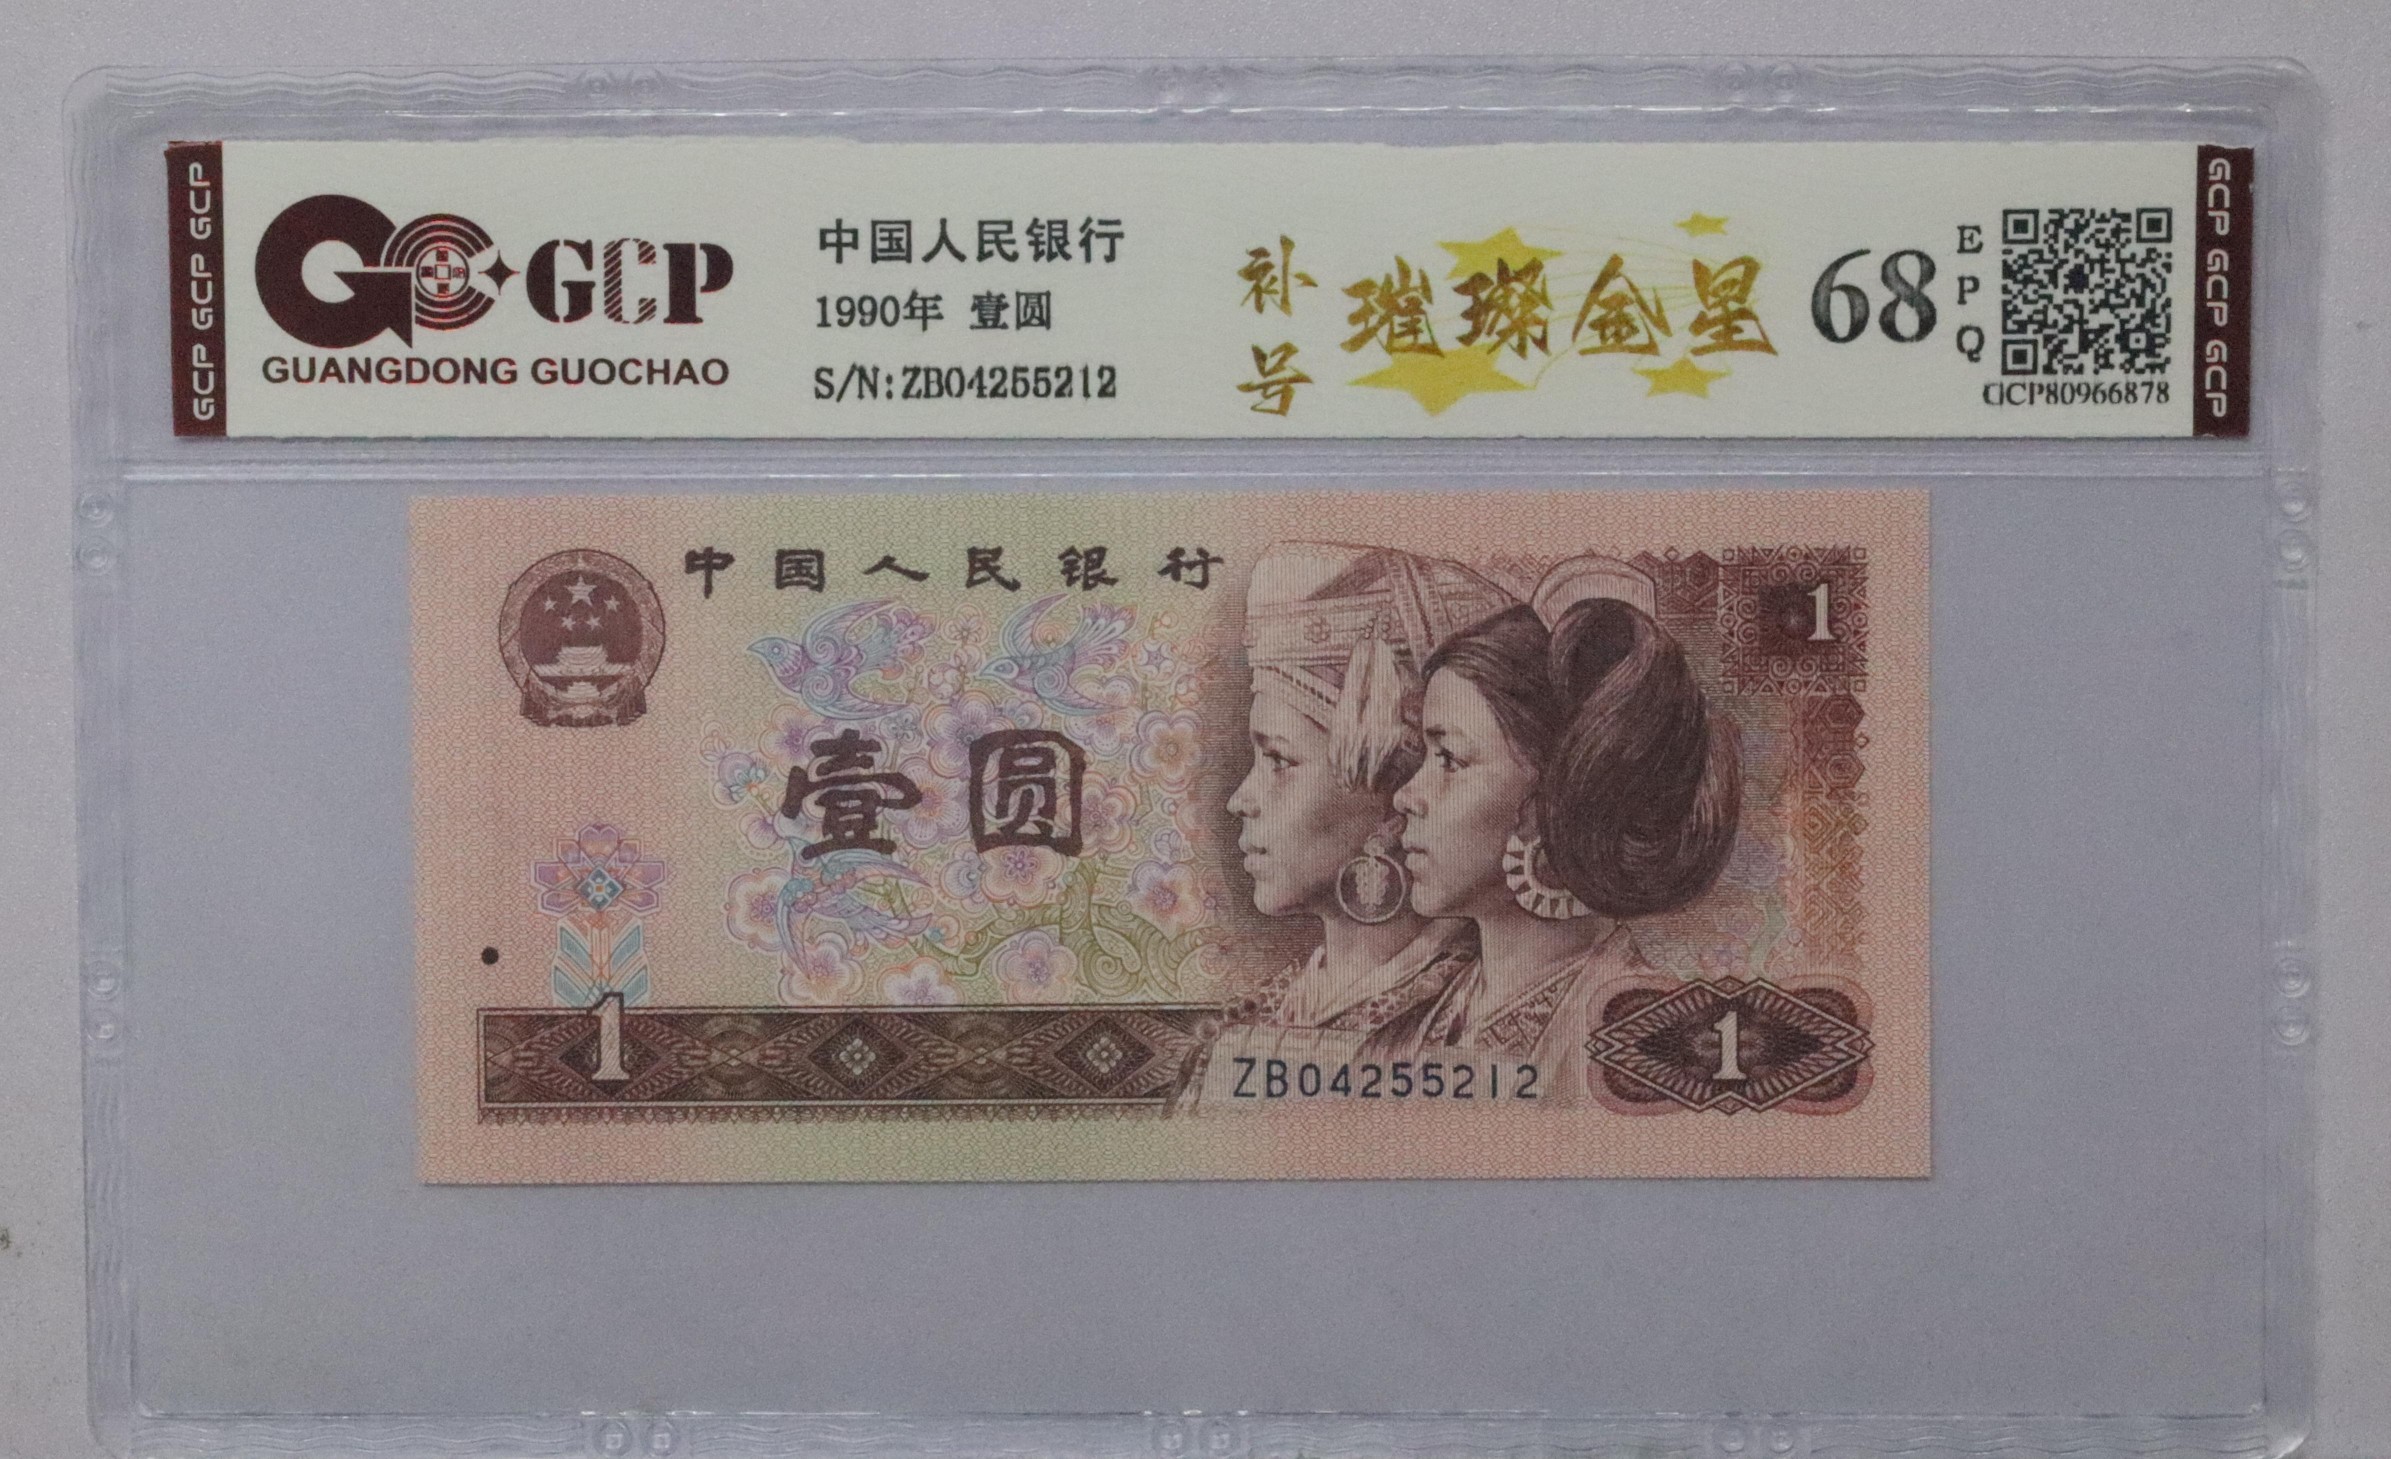 GCP GCP GCP
GCP
GUANGDONG GUOCHAO
中国人民银行
1990年 壹圆
S/N:ZB04255212
补号
璀璨金星
68
EPQ
GCP80966878
GCP GCP GCP
中国人民银行
1
壹圆
1
ZB04255212
1